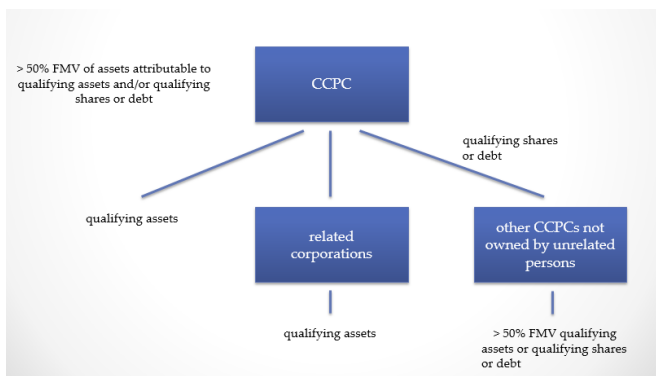 > 50% FMV of assets attributable to
qualifying assets and/or qualifying
shares or debt
CCPC
qualifying shares
or debt
qualifying assets
related
corporations
other CCPCs not
owned by unrelated
persons
qualifying assets
> 50% FMV qualifying
assets or qualifying shares
or debt